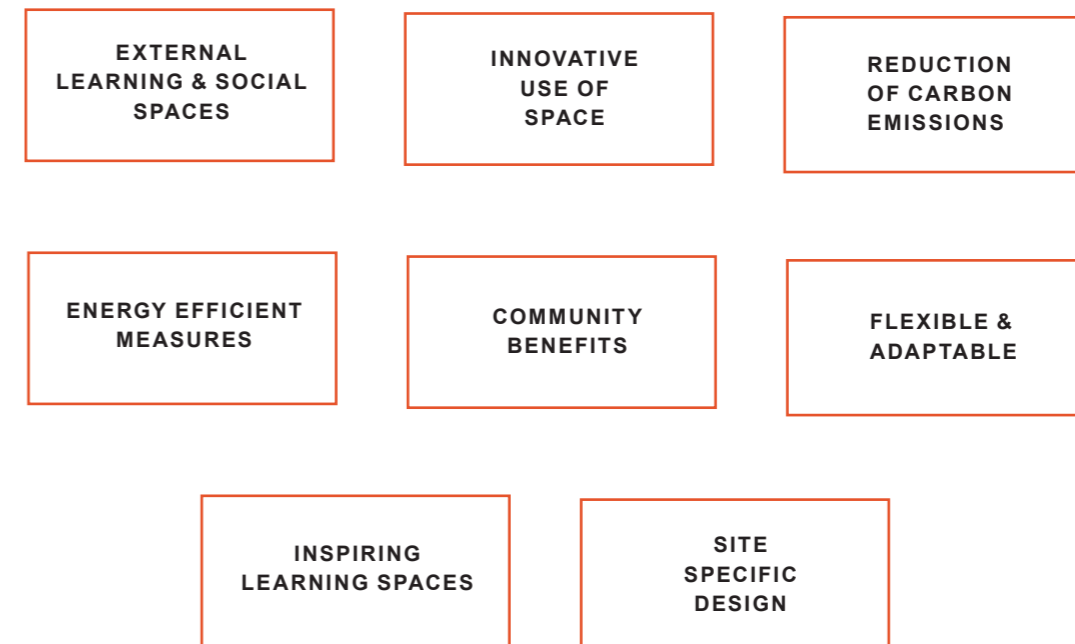 EXTERNAL
LEARNING & SOCIAL
SPACES
INNOVATIVE
USE OF
SPACE
REDUCTION
OF CARBON
EMISSIONS
ENERGY EFFICIENT
MEASURES
COMMUNITY
BENEFITS
FLEXIBLE &
ADAPTABLE
INSPIRING
LEARNING SPACES
SITE
SPECIFIC
DESIGN